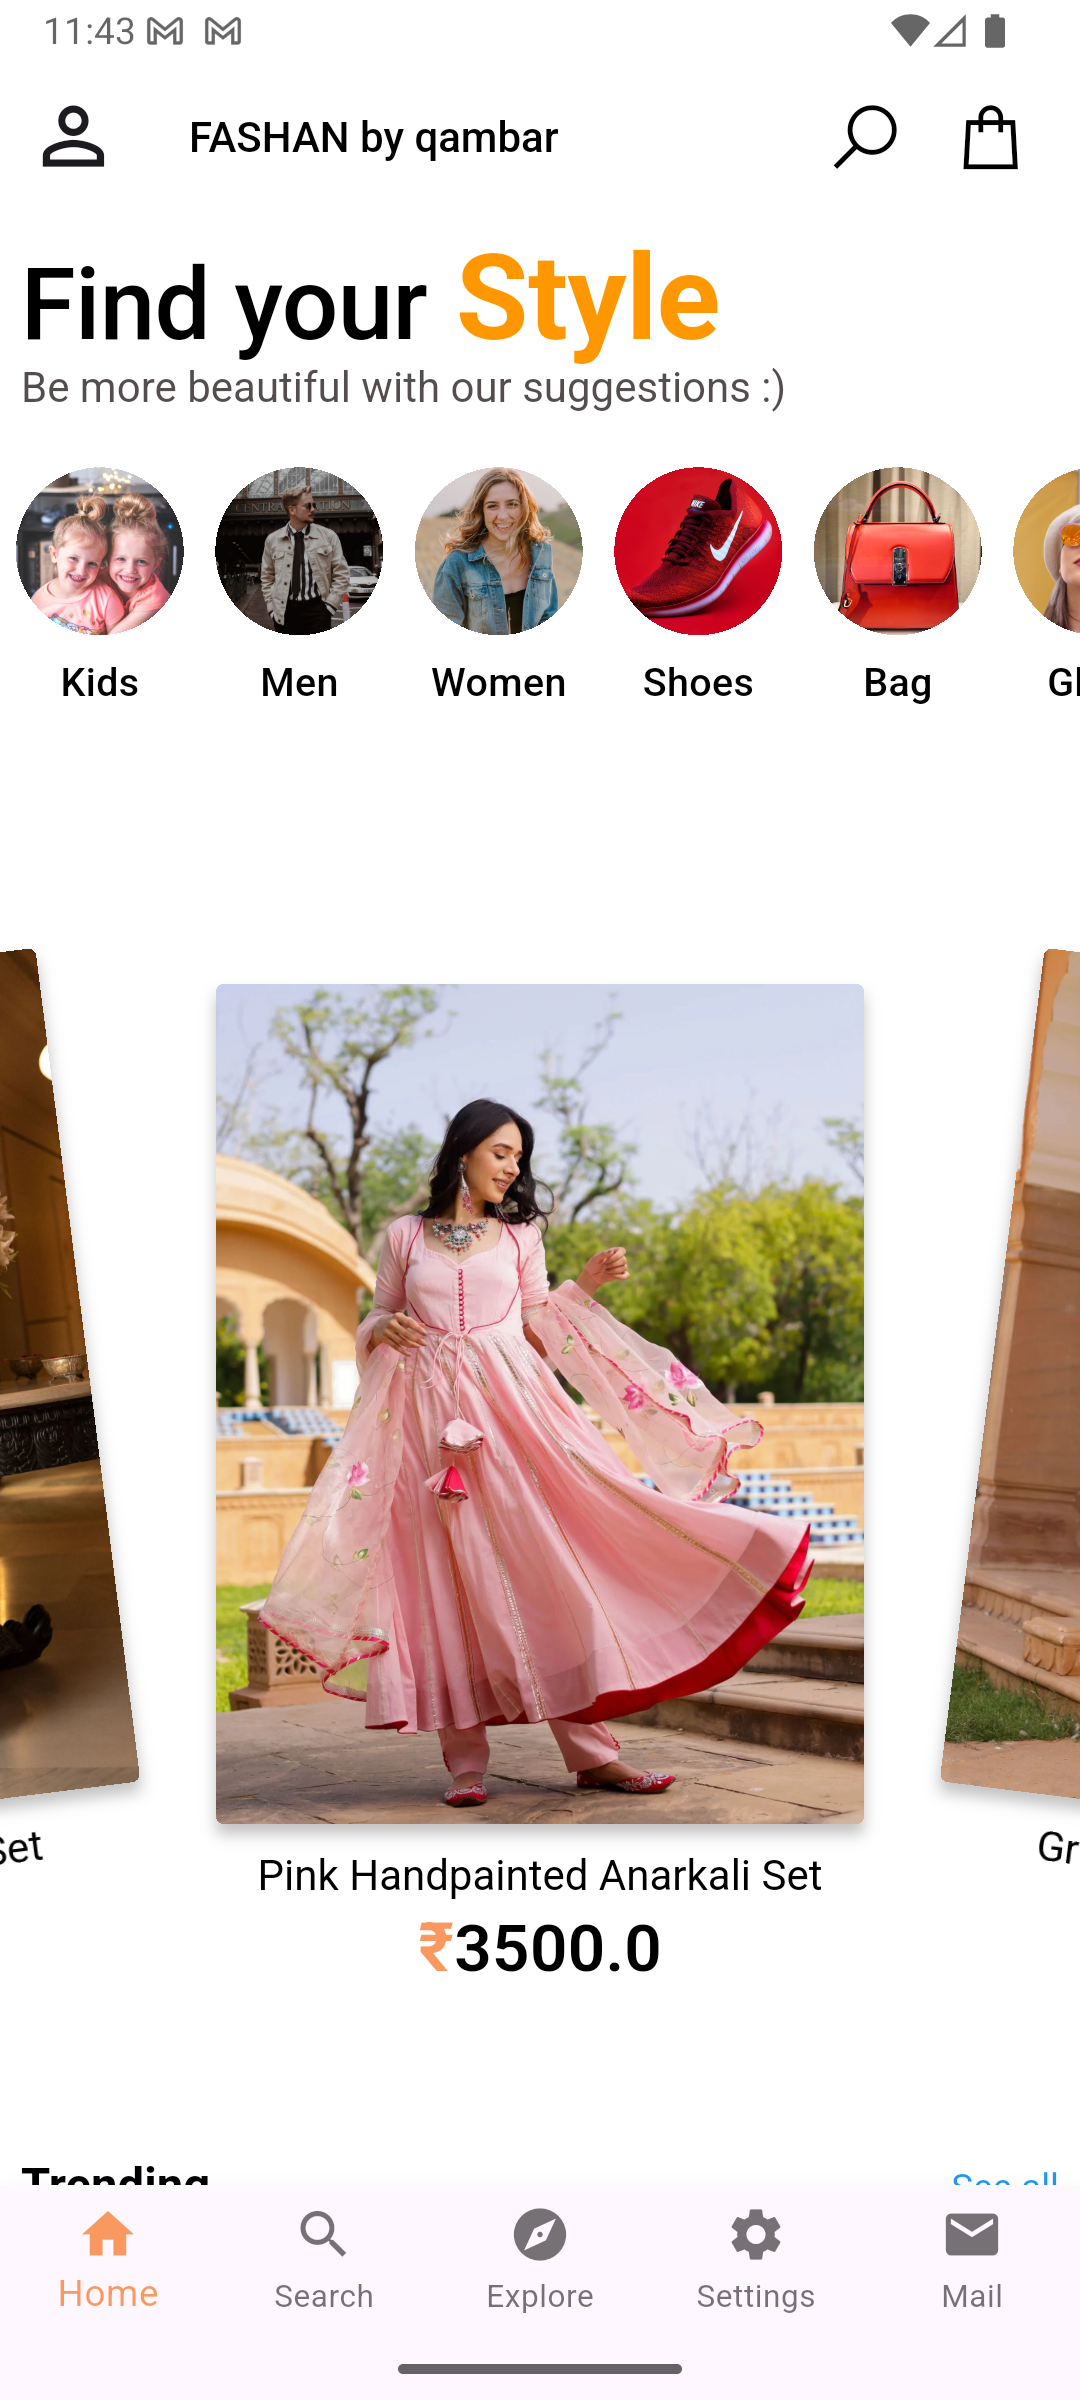 11:43
FASHAN by qambar
Find your Style
Be more beautiful with our suggestions :)
Kids
Men
Women
Shoes
Bag
Gl
Set
Gr
Pink Handpainted Anarkali Set
₹3500.0
Trending
See all
Home
Search
Explore
Settings
Mail